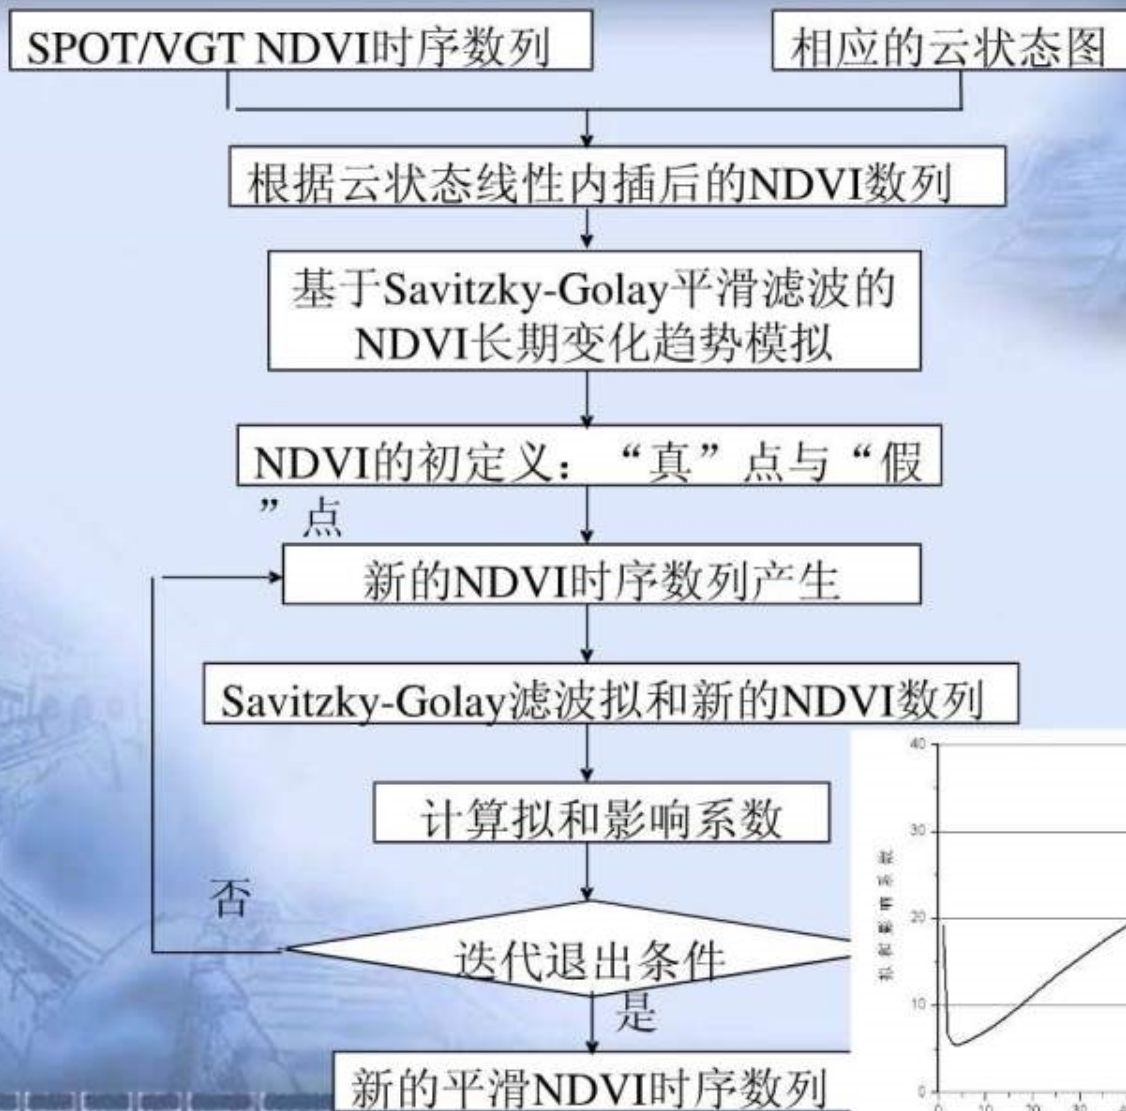 SPOT/VGT NDVI时序数列
相应的云状态图
根据云状态线性内插后的NDVI数列
基于Savitzky-Golay平滑滤波的
NDVI长期变化趋势模拟
NDVI的初定义：“真”点与“假
”点
新的NDVI时序数列产生
Savitzky-Golay滤波拟和新的NDVI数列
计算拟和影响系数
否
迭代退出条件
是
新的平滑NDVI时序数列
拟和影响系数
40
30
20
10
0
0 10 20 30